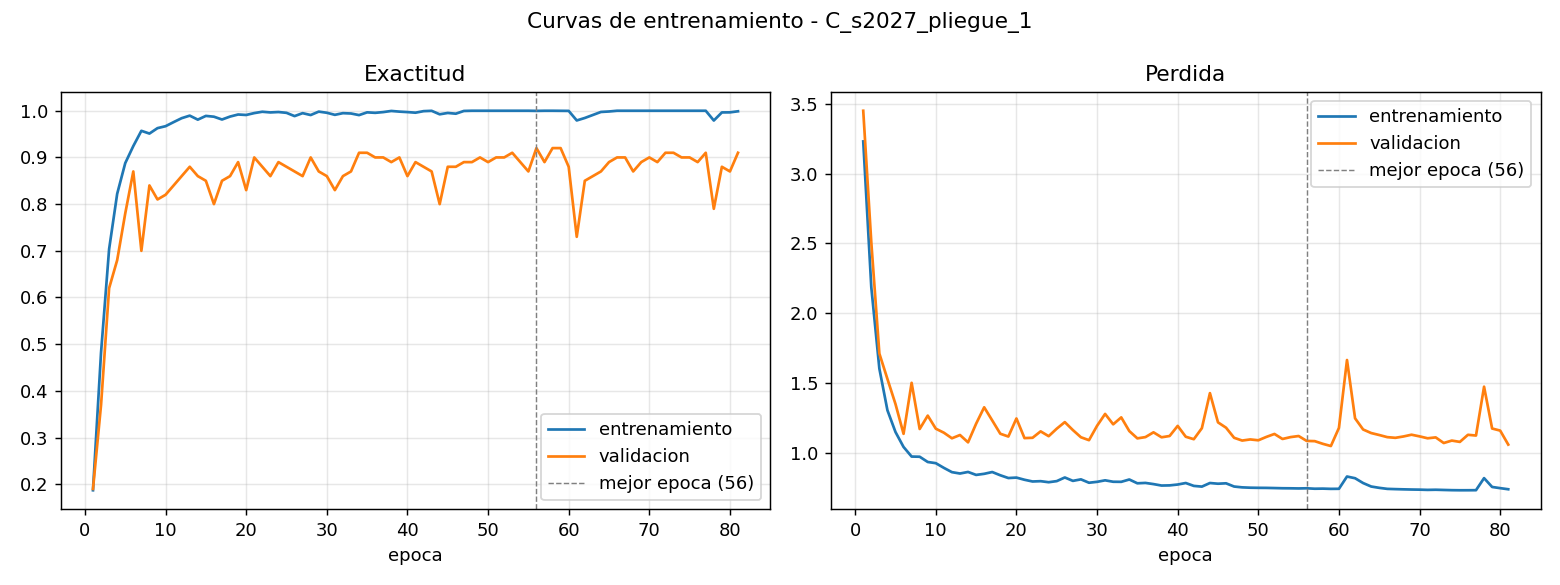 Curvas de entrenamiento - C_s2027_pliegue_1
Exactitud
1.0
0.9
0.8
0.7
0.6
0.5
0.4
0.3
0.2
0 10 20 30 40 50 60 70 80
epoca
entrenamiento
validacion
mejor epoca (56)
Perdida
3.5
3.0
2.5
2.0
1.5
1.0
0 10 20 30 40 50 60 70 80
epoca
entrenamiento
validacion
mejor epoca (56)